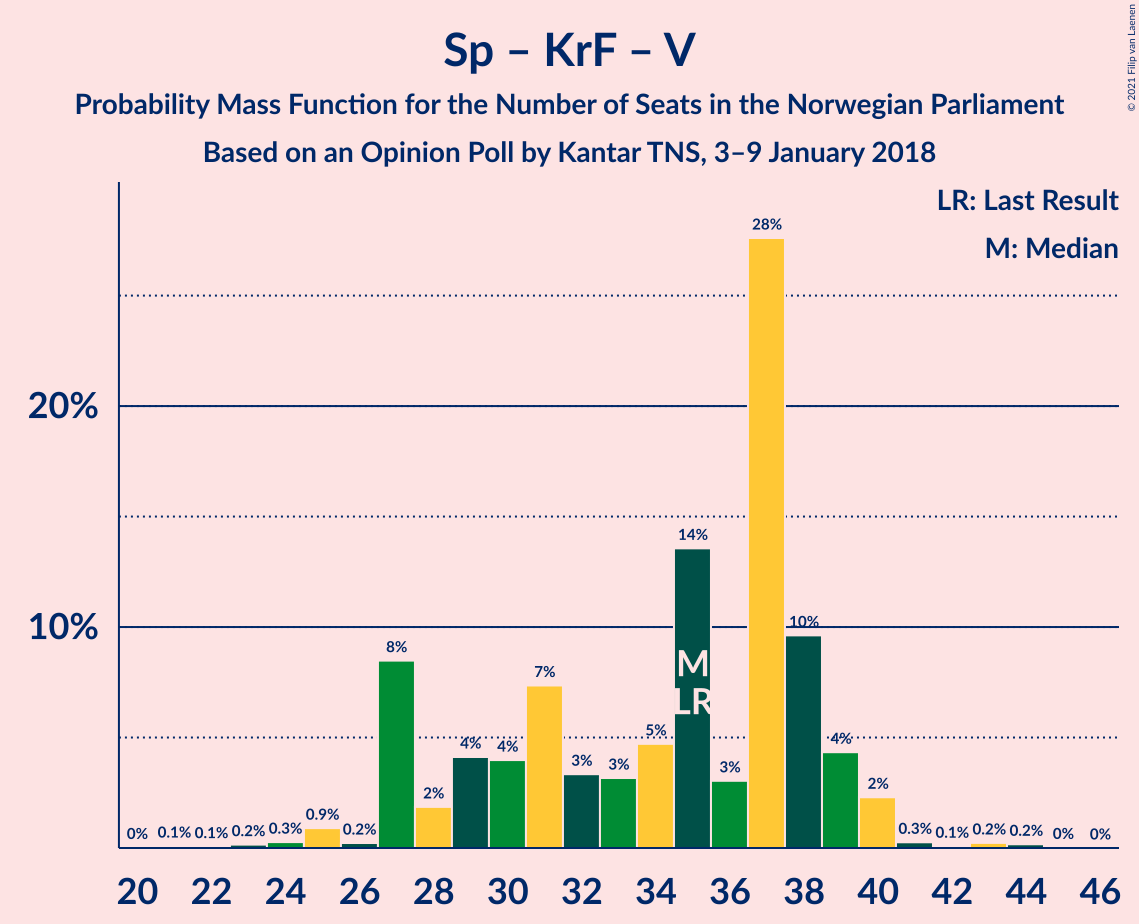 Sp – KrF – V
Probability Mass Function for the Number of Seats in the Norwegian Parliament
Based on an Opinion Poll by Kantar TNS, 3–9 January 2018
© 2021 Filip van Laenen
LR: Last Result
M: Median
20%
10%
0% 0.1% 0.1% 0.2% 0.3% 0.9% 0.2% 8% 2% 4% 4% 7% 3% 3% 5% 14% 3% 28% 10% 4% 2% 0.3% 0.1% 0.2% 0.2% 0% 0%
M
LR
20 22 24 26 28 30 32 34 36 38 40 42 44 46